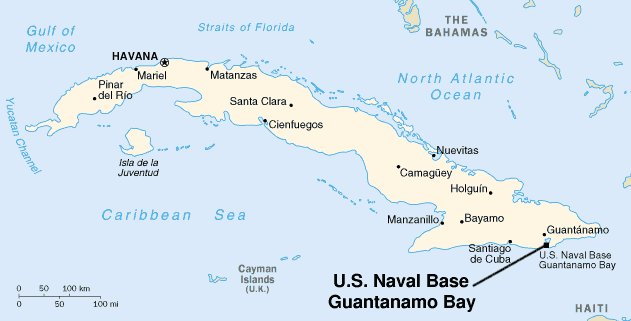 Gulf of
Mexico
Straits of Florida
THE
BAHAMAS
HAVANA
Mariel
Matanzas
Pinar
del Río
Santa Clara
Cienfuegos
North Atlantic
Ocean
Yucatan Channel
Isla de la
Juventud
Nuevitas
Camagüey
Holguín
Caribbean Sea
Manzanillo
Bayamo
Guantánamo
Santiago
de Cuba
U.S. Naval Base
Guantanamo Bay
Cayman
Islands
(U.K.)
U.S. Naval Base
Guantanamo Bay
0 50 100 km
0 50 100 mi
HAITI